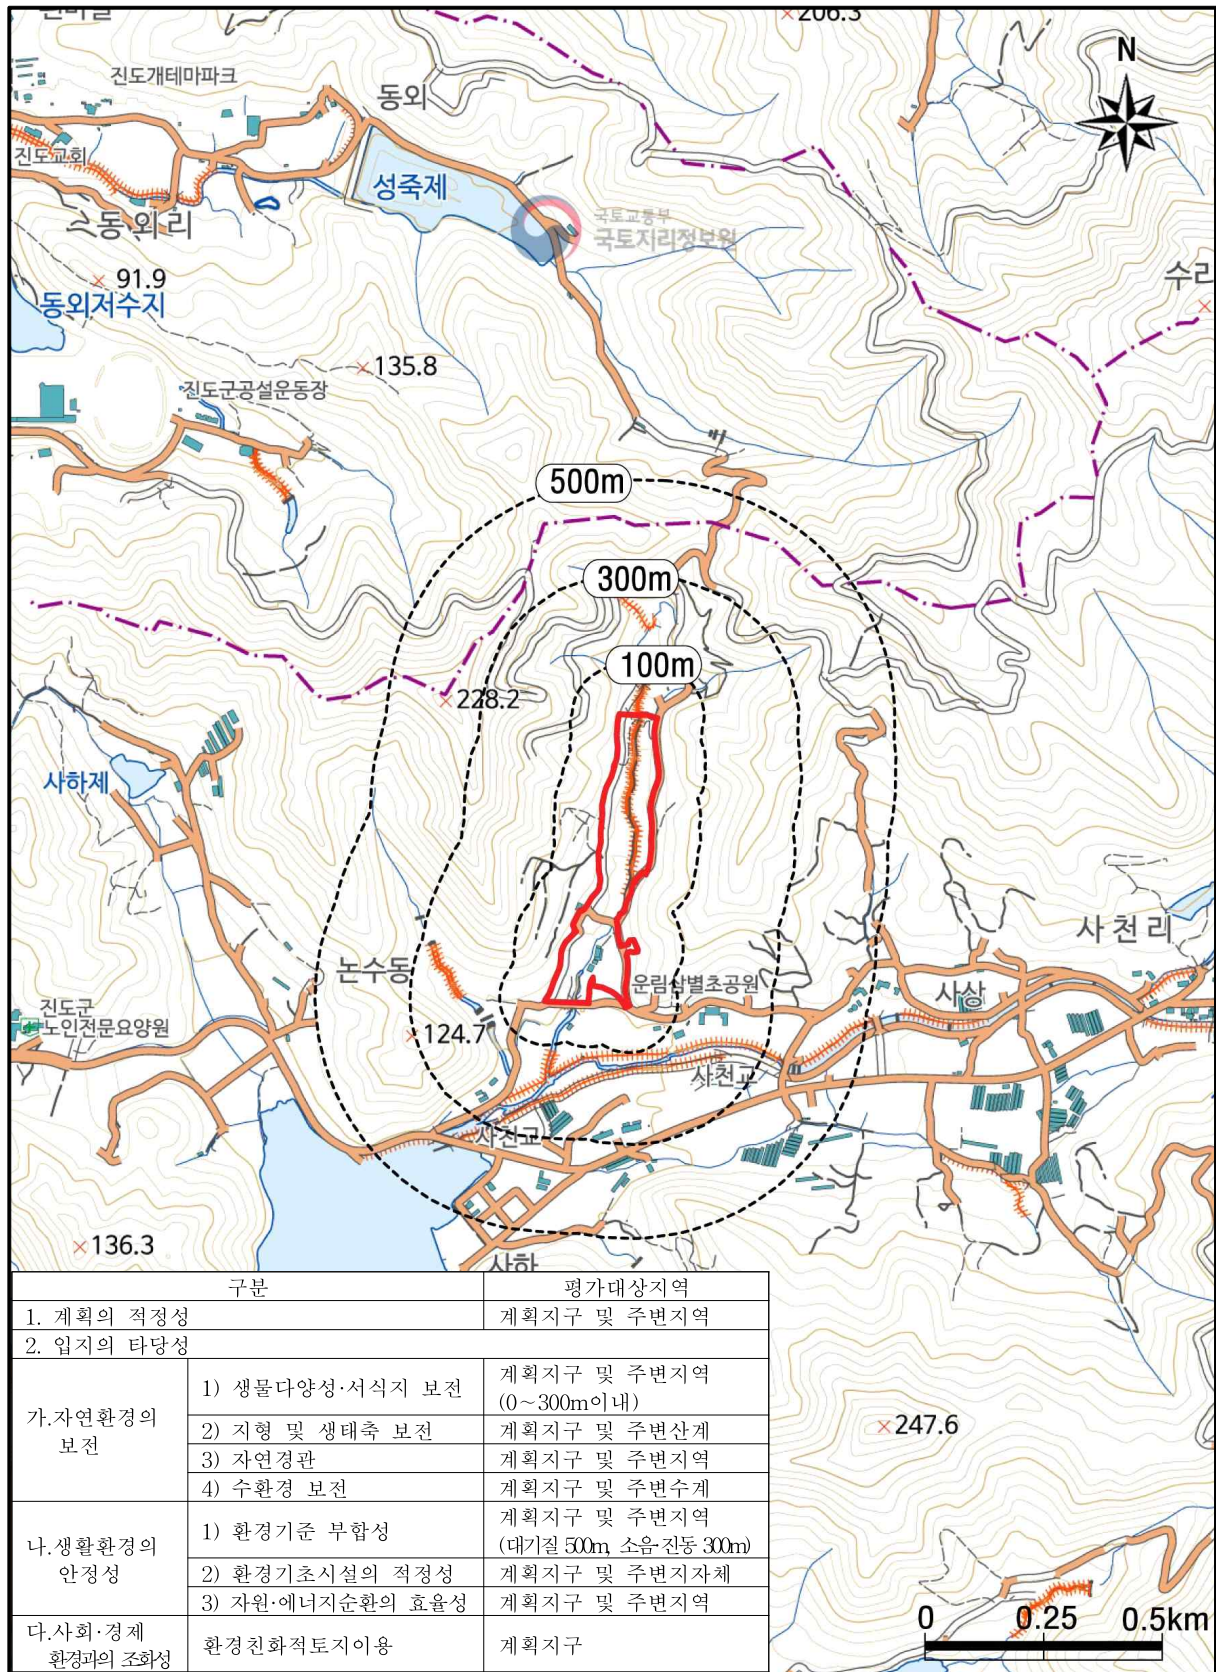 206.3
N
진도개테마파크
동외
진도교회
성죽제
국토교통부
국토지리정보원
동외리
91.9
동외저수지
수리
135.8
진도군공설운동장
500m
300m
100m
228.2
사하제
사천리
논수동
운림삼별초공원
사상
진도군
노인전문요양원
124.7
사천교
사천교
136.3
사하
247.6
구분 평가대상지역
1. 계획의 적정성 계획지구 및 주변지역
2. 입지의 타당성
가.자연환경의 보전
1) 생물다양성·서식지 보전 계획지구 및 주변지역
(0~300m이내)
2) 지형 및 생태축 보전 계획지구 및 주변산계
3) 자연경관 계획지구 및 주변지역
4) 수환경 보전 계획지구 및 주변수계
나.생활환경의 안정성
1) 환경기준 부합성 계획지구 및 주변지역
(대기질 500m, 소음·진동 300m)
2) 환경기초시설의 적정성 계획지구 및 주변지자체
3) 자원·에너지순환의 효율성 계획지구 및 주변지역
다.사회·경제 환경과의 조화성
환경친화적토지이용 계획지구
0 0.25 0.5km